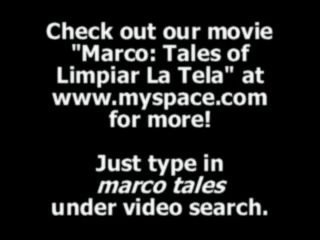 Check out our movie
"Marco: Tales of
Limpiar La Tela" at
www.myspace.com
for more!
Just type in
marco tales
under video search.